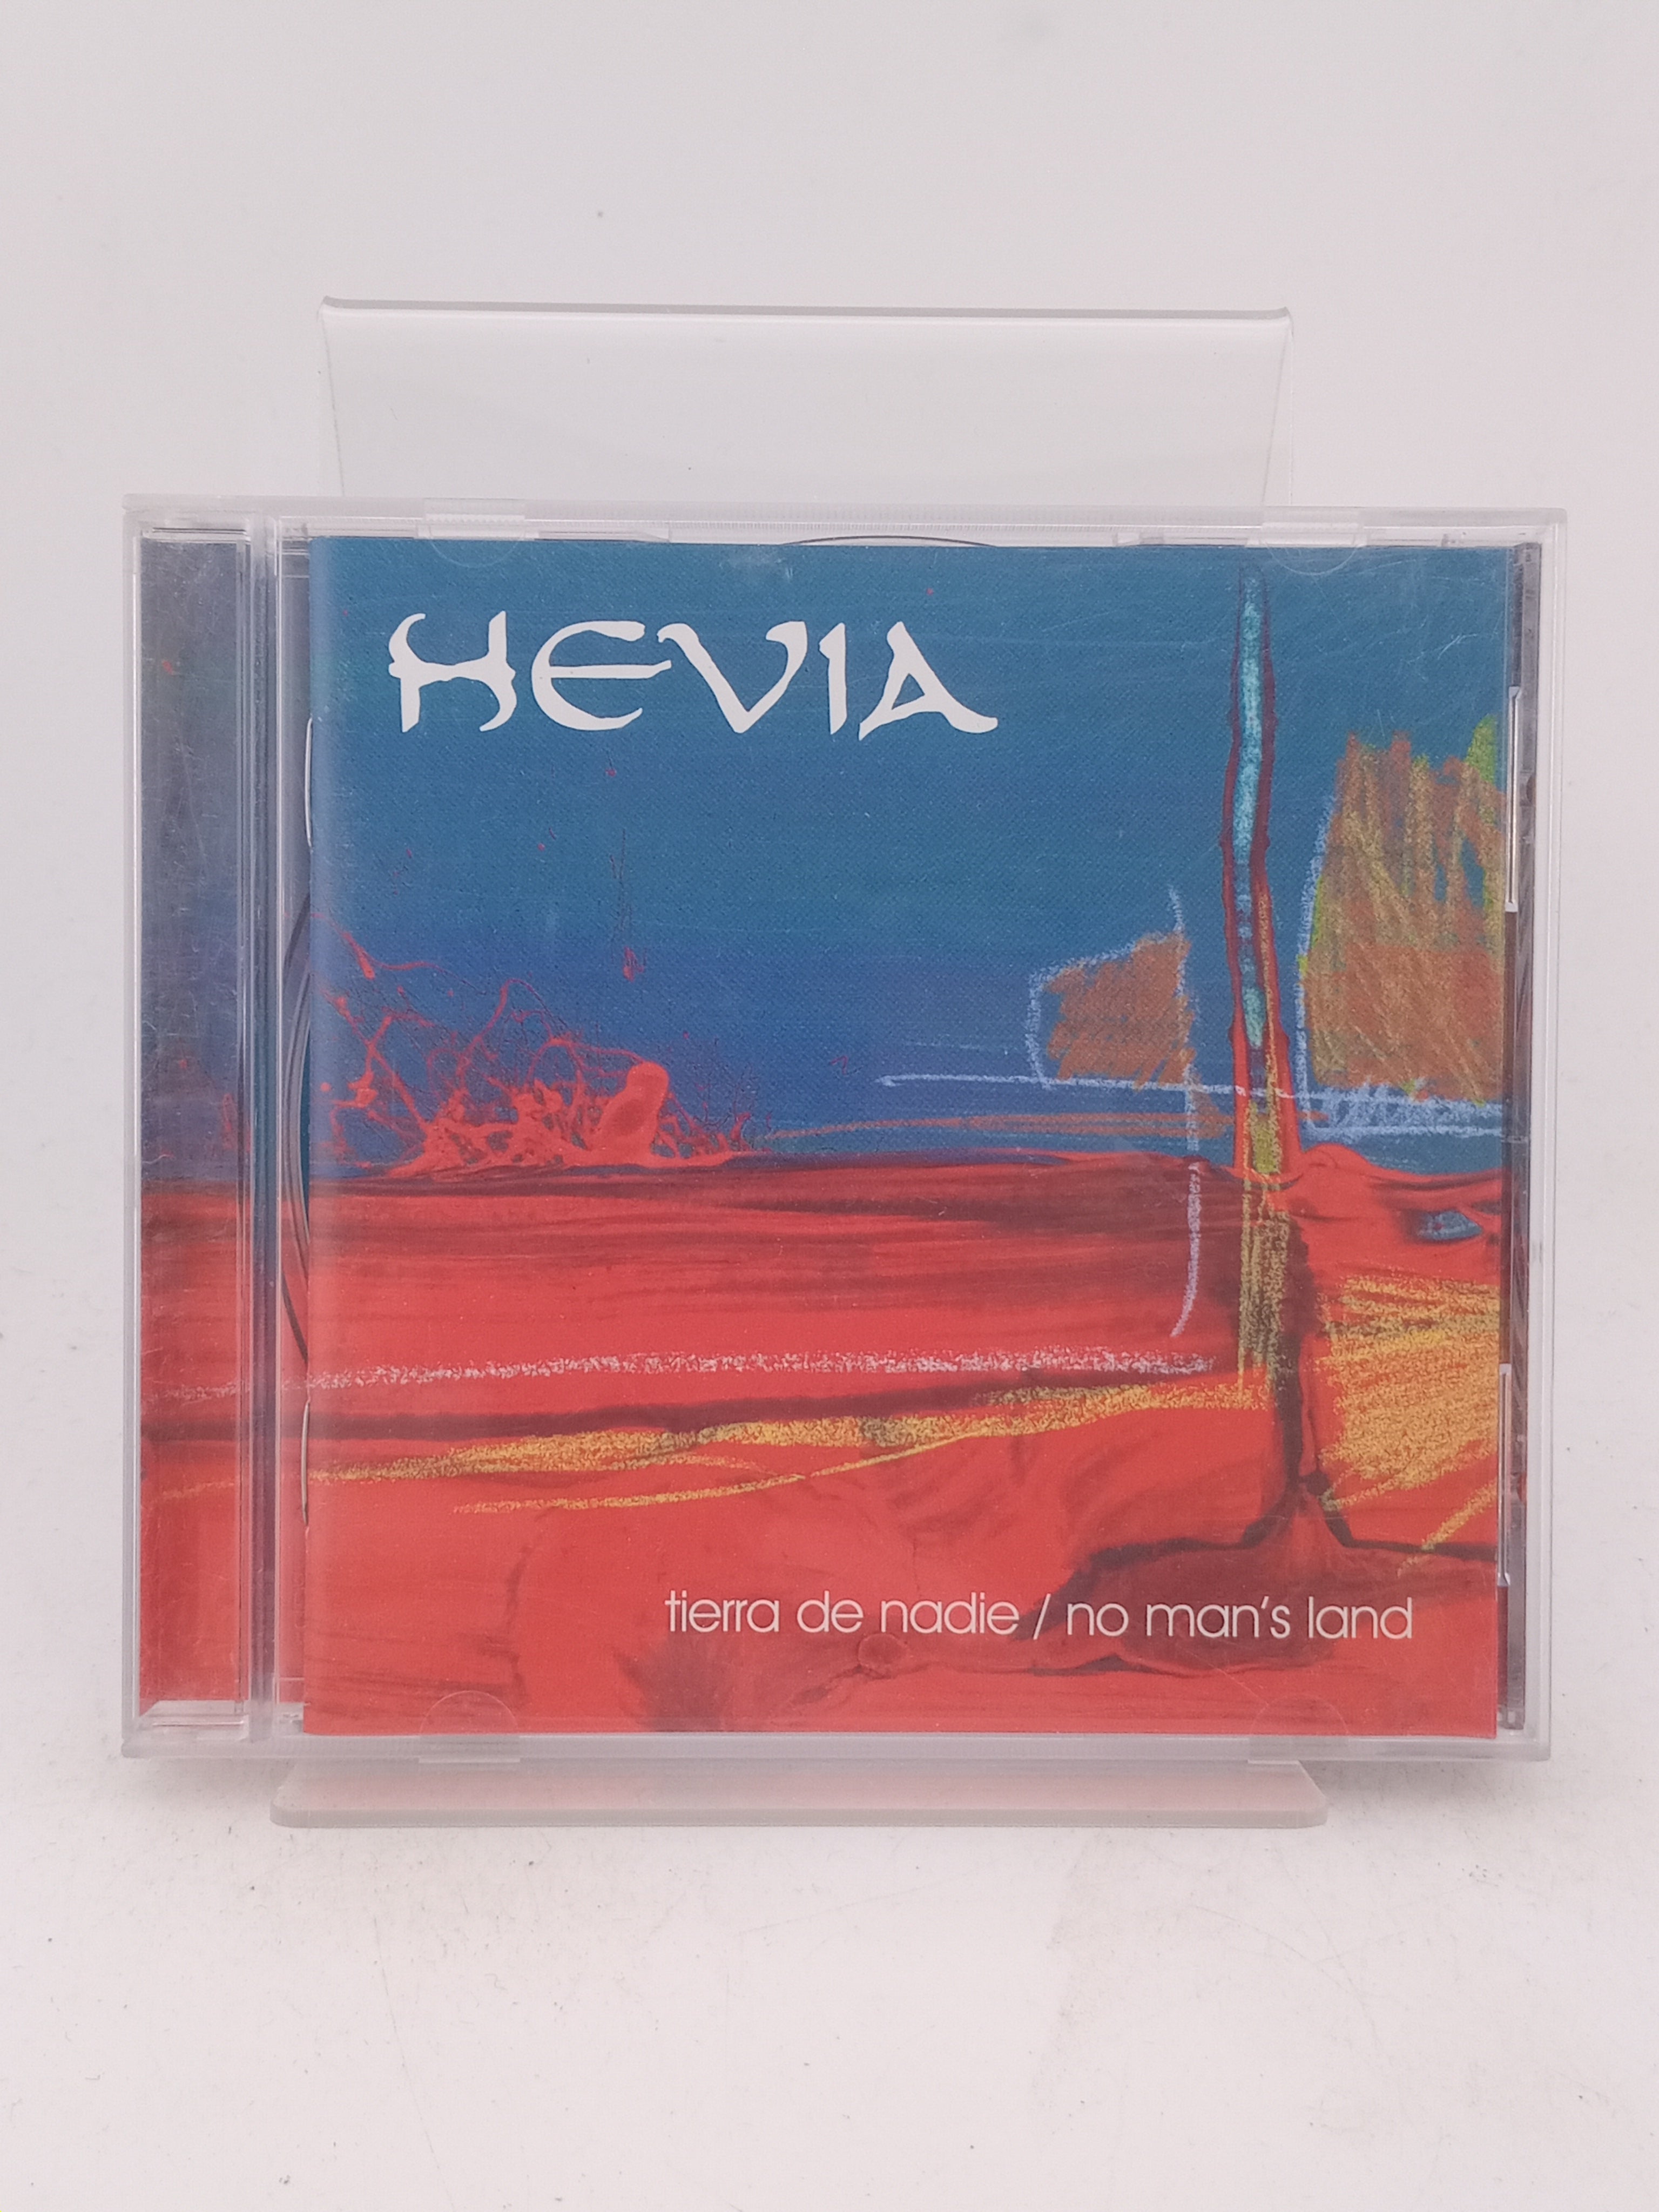 HEVIA
tierra de nadie / no man's land